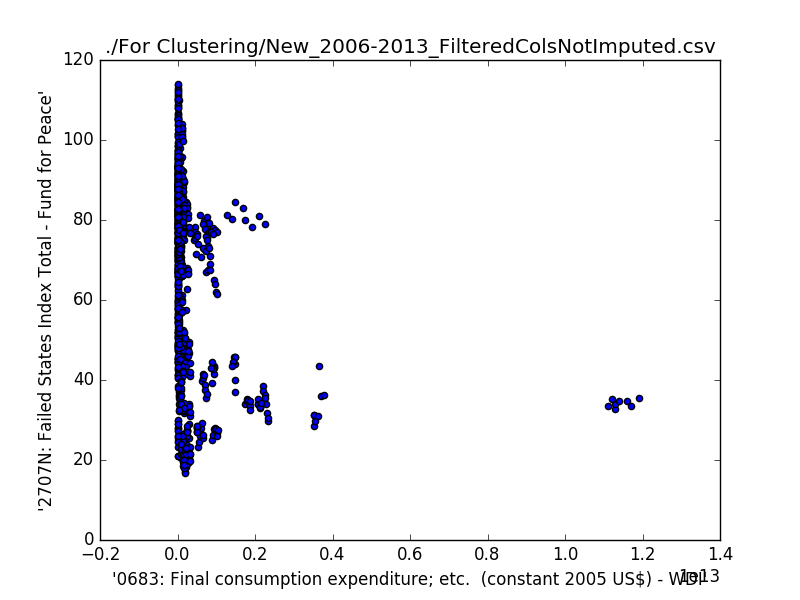 ./For Clustering/New_2006-2013_FilteredColsNotImputed.csv
120
100
80
60
40
20
0
'2707N: Failed States Index Total - Fund for Peace'
−0.2 0.0 0.2 0.4 0.6 0.8 1.0 1.2 1.4
1e13
'0683: Final consumption expenditure; etc. (constant 2005 US$) - WDI'